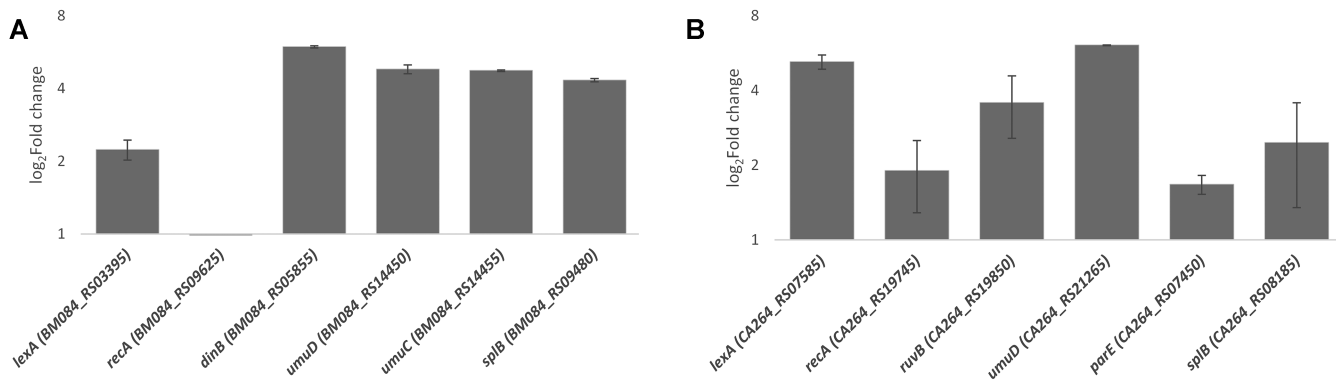 A
8
4
2
1
log2Fold change
lexA (BM084_RS03395)
recA (BM084_RS09625)
dinB (BM084_RS05855)
umuD (BM084_RS14450)
umuC (BM084_RS14455)
splB (BM084_RS09480)
B
8
4
2
1
log2Fold change
lexA (CA264_RS07585)
recA (CA264_RS19745)
ruvB (CA264_RS19850)
umuD (CA264_RS21265)
parE (CA264_RS07450)
splB (CA264_RS08185)